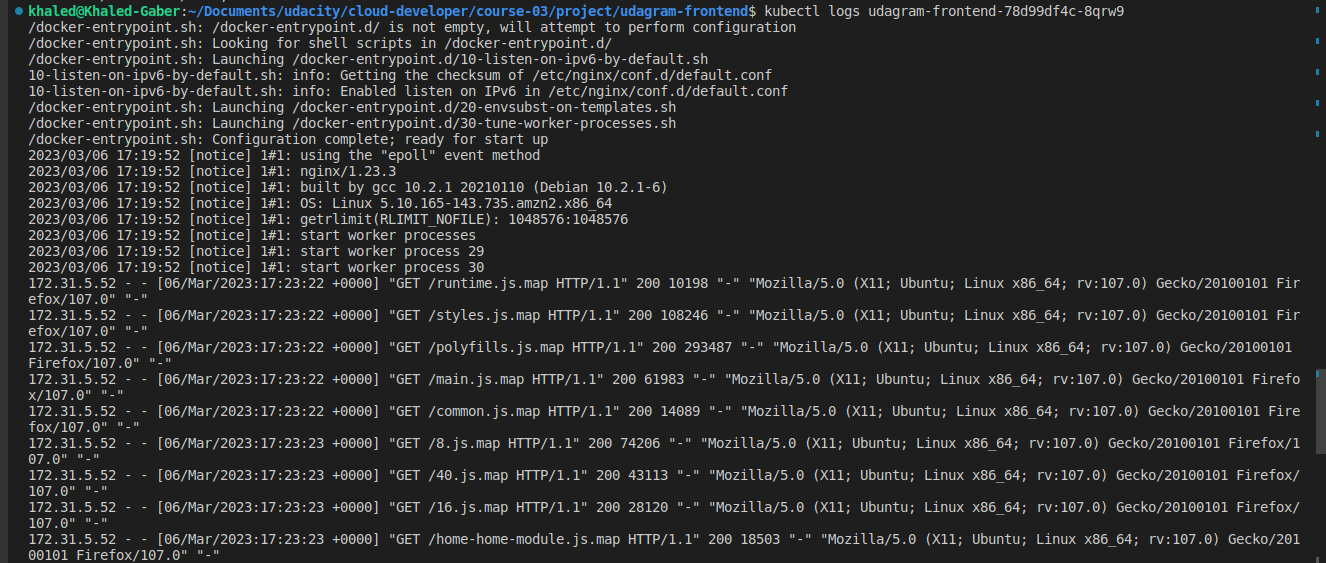 khaled@Khaled-Gaber:~/Documents/udacity/cloud-developer/course-03/project/udagram-frontend$ kubectl logs udagram-frontend-78d99df4c-8qrw9
/docker-entrypoint.sh: /docker-entrypoint.d/ is not empty, will attempt to perform configuration
/docker-entrypoint.sh: Looking for shell scripts in /docker-entrypoint.d/
/docker-entrypoint.sh: Launching /docker-entrypoint.d/10-listen-on-ipv6-by-default.sh
10-listen-on-ipv6-by-default.sh: info: Getting the checksum of /etc/nginx/conf.d/default.conf
10-listen-on-ipv6-by-default.sh: info: Enabled listen on IPv6 in /etc/nginx/conf.d/default.conf
/docker-entrypoint.sh: Launching /docker-entrypoint.d/20-envsubst-on-templates.sh
/docker-entrypoint.sh: Launching /docker-entrypoint.d/30-tune-worker-processes.sh
/docker-entrypoint.sh: Configuration complete; ready for start up
2023/03/06 17:19:52 [notice] 1#1: using the "epoll" event method
2023/03/06 17:19:52 [notice] 1#1: nginx/1.23.3
2023/03/06 17:19:52 [notice] 1#1: built by gcc 10.2.1 20210110 (Debian 10.2.1-6)
2023/03/06 17:19:52 [notice] 1#1: OS: Linux 5.10.165-143.735.amzn2.x86_64
2023/03/06 17:19:52 [notice] 1#1: getrlimit(RLIMIT_NOFILE): 1048576:1048576
2023/03/06 17:19:52 [notice] 1#1: start worker processes
2023/03/06 17:19:52 [notice] 1#1: start worker process 29
2023/03/06 17:19:52 [notice] 1#1: start worker process 30
172.31.5.52 - - [06/Mar/2023:17:23:22 +0000] "GET /runtime.js.map HTTP/1.1" 200 10198 "-" "Mozilla/5.0 (X11; Ubuntu; Linux x86_64; rv:107.0) Gecko/20100101 Fir
efox/107.0" "-"
172.31.5.52 - - [06/Mar/2023:17:23:22 +0000] "GET /styles.js.map HTTP/1.1" 200 108246 "-" "Mozilla/5.0 (X11; Ubuntu; Linux x86_64; rv:107.0) Gecko/20100101 Fir
efox/107.0" "-"
172.31.5.52 - - [06/Mar/2023:17:23:22 +0000] "GET /polyfills.js.map HTTP/1.1" 200 293487 "-" "Mozilla/5.0 (X11; Ubuntu; Linux x86_64; rv:107.0) Gecko/20100101
Firefox/107.0" "-"
172.31.5.52 - - [06/Mar/2023:17:23:22 +0000] "GET /main.js.map HTTP/1.1" 200 61983 "-" "Mozilla/5.0 (X11; Ubuntu; Linux x86_64; rv:107.0) Gecko/20100101 Firefo
x/107.0" "-"
172.31.5.52 - - [06/Mar/2023:17:23:22 +0000] "GET /common.js.map HTTP/1.1" 200 14089 "-" "Mozilla/5.0 (X11; Ubuntu; Linux x86_64; rv:107.0) Gecko/20100101 Fire
fox/107.0" "-"
172.31.5.52 - - [06/Mar/2023:17:23:23 +0000] "GET /8.js.map HTTP/1.1" 200 74206 "-" "Mozilla/5.0 (X11; Ubuntu; Linux x86_64; rv:107.0) Gecko/20100101 Firefox/1
07.0" "-"
172.31.5.52 - - [06/Mar/2023:17:23:23 +0000] "GET /40.js.map HTTP/1.1" 200 43113 "-" "Mozilla/5.0 (X11; Ubuntu; Linux x86_64; rv:107.0) Gecko/20100101 Firefox/
107.0" "-"
172.31.5.52 - - [06/Mar/2023:17:23:23 +0000] "GET /16.js.map HTTP/1.1" 200 28120 "-" "Mozilla/5.0 (X11; Ubuntu; Linux x86_64; rv:107.0) Gecko/20100101 Firefox/
107.0" "-"
172.31.5.52 - - [06/Mar/2023:17:23:23 +0000] "GET /home-home-module.js.map HTTP/1.1" 200 18503 "-" "Mozilla/5.0 (X11; Ubuntu; Linux x86_64; rv:107.0) Gecko/201
00101 Firefox/107.0" "-"